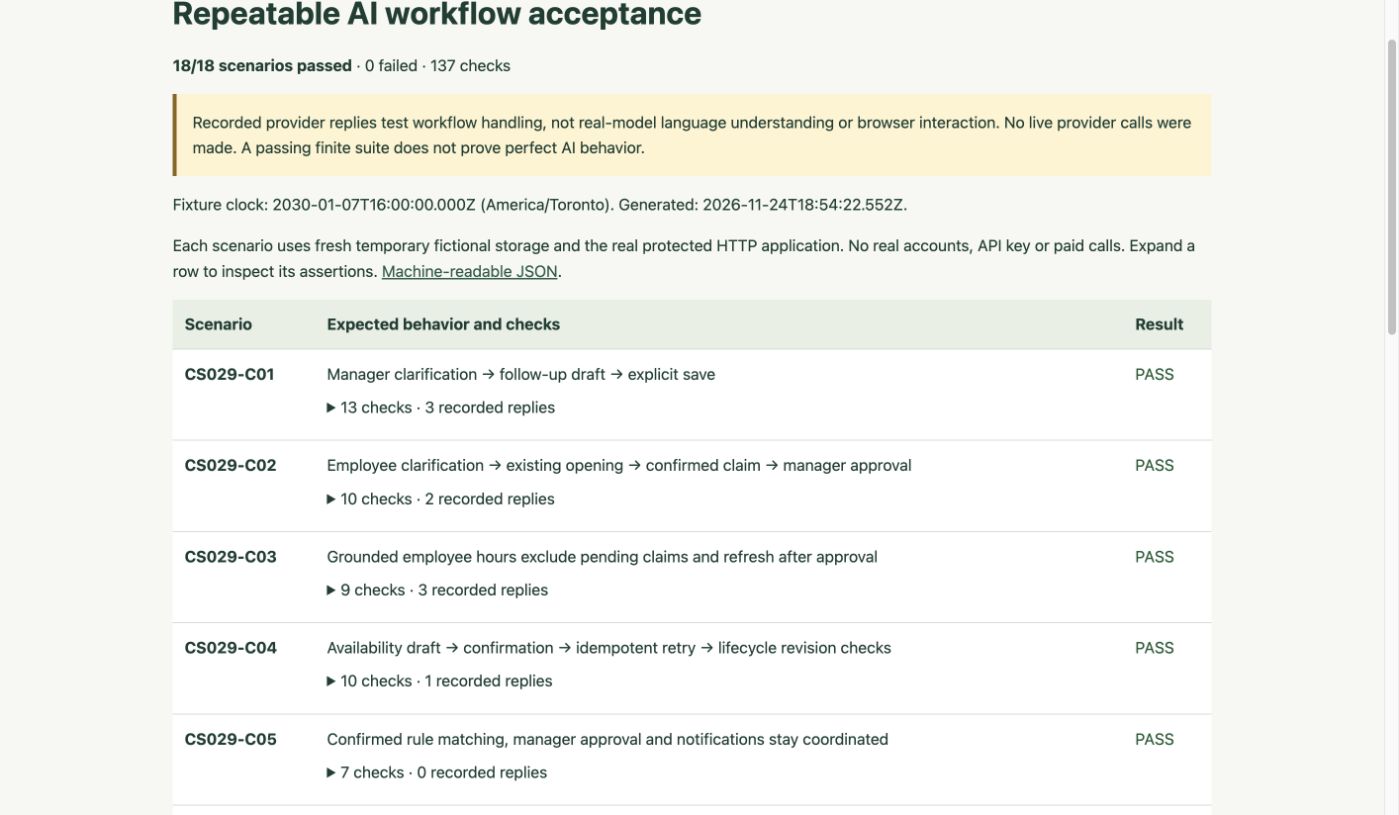 Repeatable AI workflow acceptance
18/18 scenarios passed · 0 failed · 137 checks
Recorded provider replies test workflow handling, not real-model language understanding or browser interaction. No live provider calls were
made. A passing finite suite does not prove perfect AI behavior.
Fixture clock: 2030-01-07T16:00:00.000Z (America/Toronto). Generated: 2026-11-24T18:54:22.552Z.
Each scenario uses fresh temporary fictional storage and the real protected HTTP application. No real accounts, API key or paid calls. Expand a
row to inspect its assertions. Machine-readable JSON.
Scenario Expected behavior and checks Result
CS029-C01 Manager clarification → follow-up draft → explicit save PASS
▶ 13 checks · 3 recorded replies
CS029-C02 Employee clarification → existing opening → confirmed claim → manager approval PASS
▶ 10 checks · 2 recorded replies
CS029-C03 Grounded employee hours exclude pending claims and refresh after approval PASS
▶ 9 checks · 3 recorded replies
CS029-C04 Availability draft → confirmation → idempotent retry → lifecycle revision checks PASS
▶ 10 checks · 1 recorded replies
CS029-C05 Confirmed rule matching, manager approval and notifications stay coordinated PASS
▶ 7 checks · 0 recorded replies